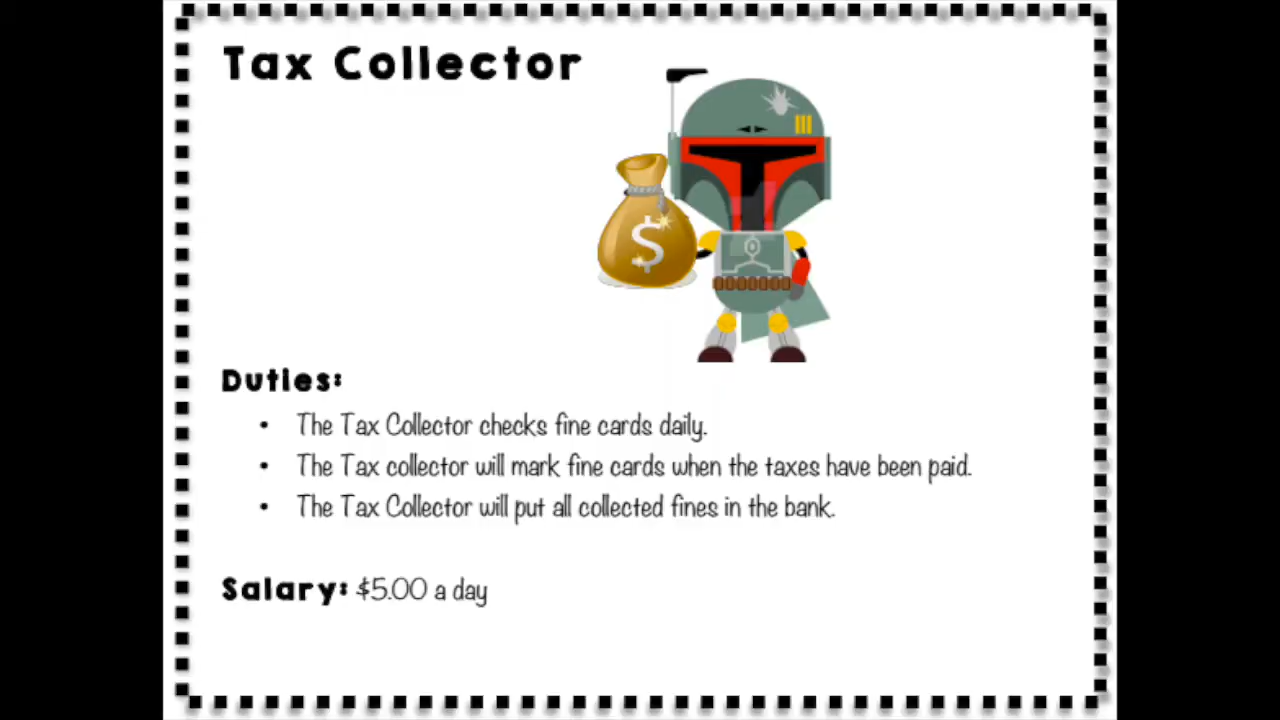 Tax Collector
$
Duties:
• The Tax Collector checks fine cards daily.
• The Tax collector will mark fine cards when the taxes have been paid.
• The Tax Collector will put all collected fines in the bank.
Salary: $5.00 a day